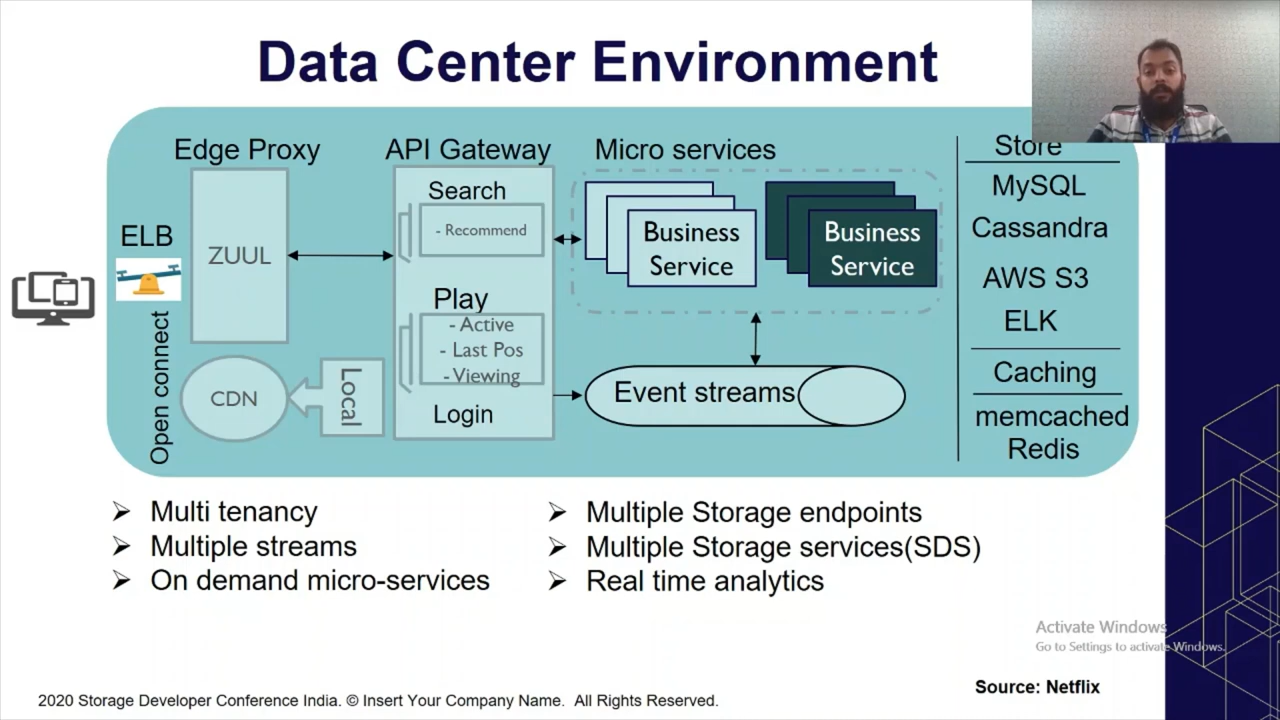 Data Center Environment
Edge Proxy
API Gateway
Micro services
Store
ELB
ZUUL
Search
- Recommend
Business
Service
Business
Service
MySQL
Cassandra
AWS S3
ELK
Play
- Active
- Last Pos
- Viewing
Login
Open connect
CDN
Local
Event streams
Caching
memcached
Redis
➢ Multi tenancy
➢ Multiple streams
➢ On demand micro-services
➢ Multiple Storage endpoints
➢ Multiple Storage services(SDS)
➢ Real time analytics
Activate Windows
Go to Settings to activate Windows.
Source: Netflix
2020 Storage Developer Conference India. © Insert Your Company Name. All Rights Reserved.